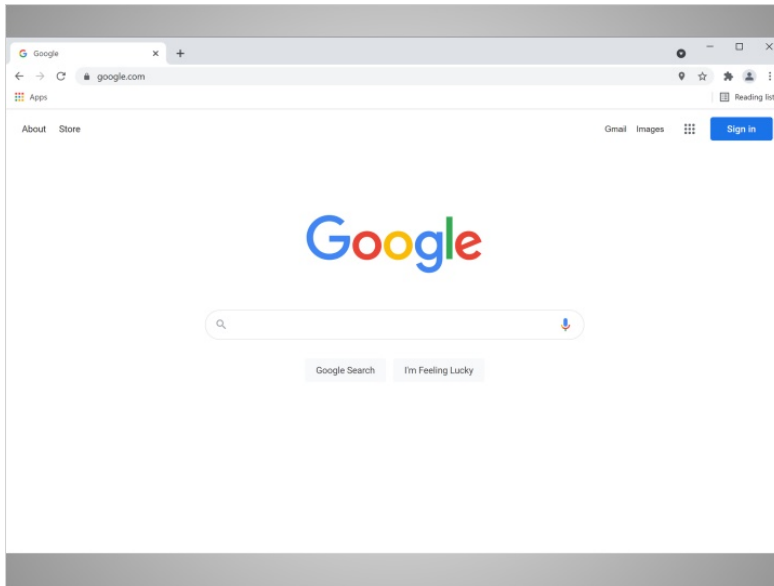 Google
google.com
Apps
Reading list
About Store
Gmail Images Sign in
Google
Google Search I'm Feeling Lucky